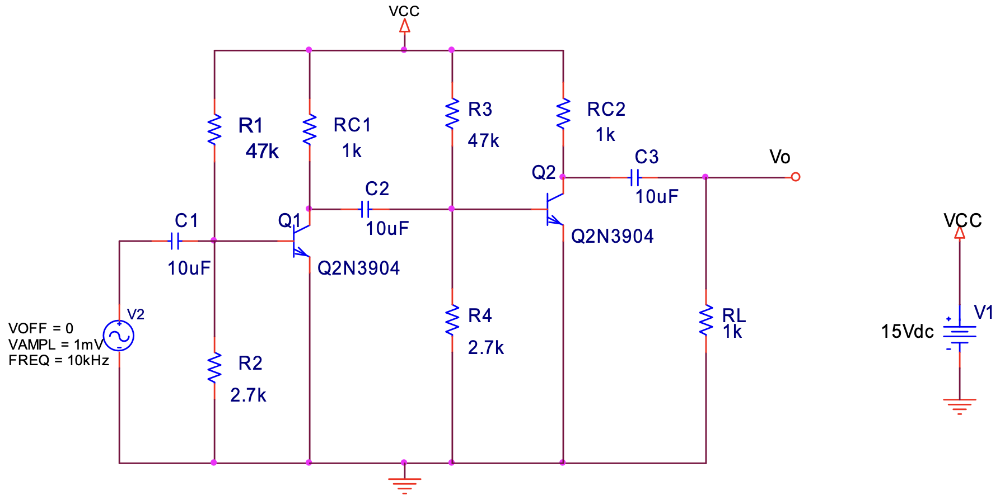 VCC
R1
47k
RC1
1k
R3
47k
RC2
1k
C3
10uF
Vo
Q2
Q2N3904
C2
10uF
C1
10uF
Q1
Q2N3904
V2
VOFF = 0
VAMPL = 1mV
FREQ = 10kHz
+
-
R2
2.7k
R4
2.7k
RL
1k
VCC
V1
15Vdc
+
-